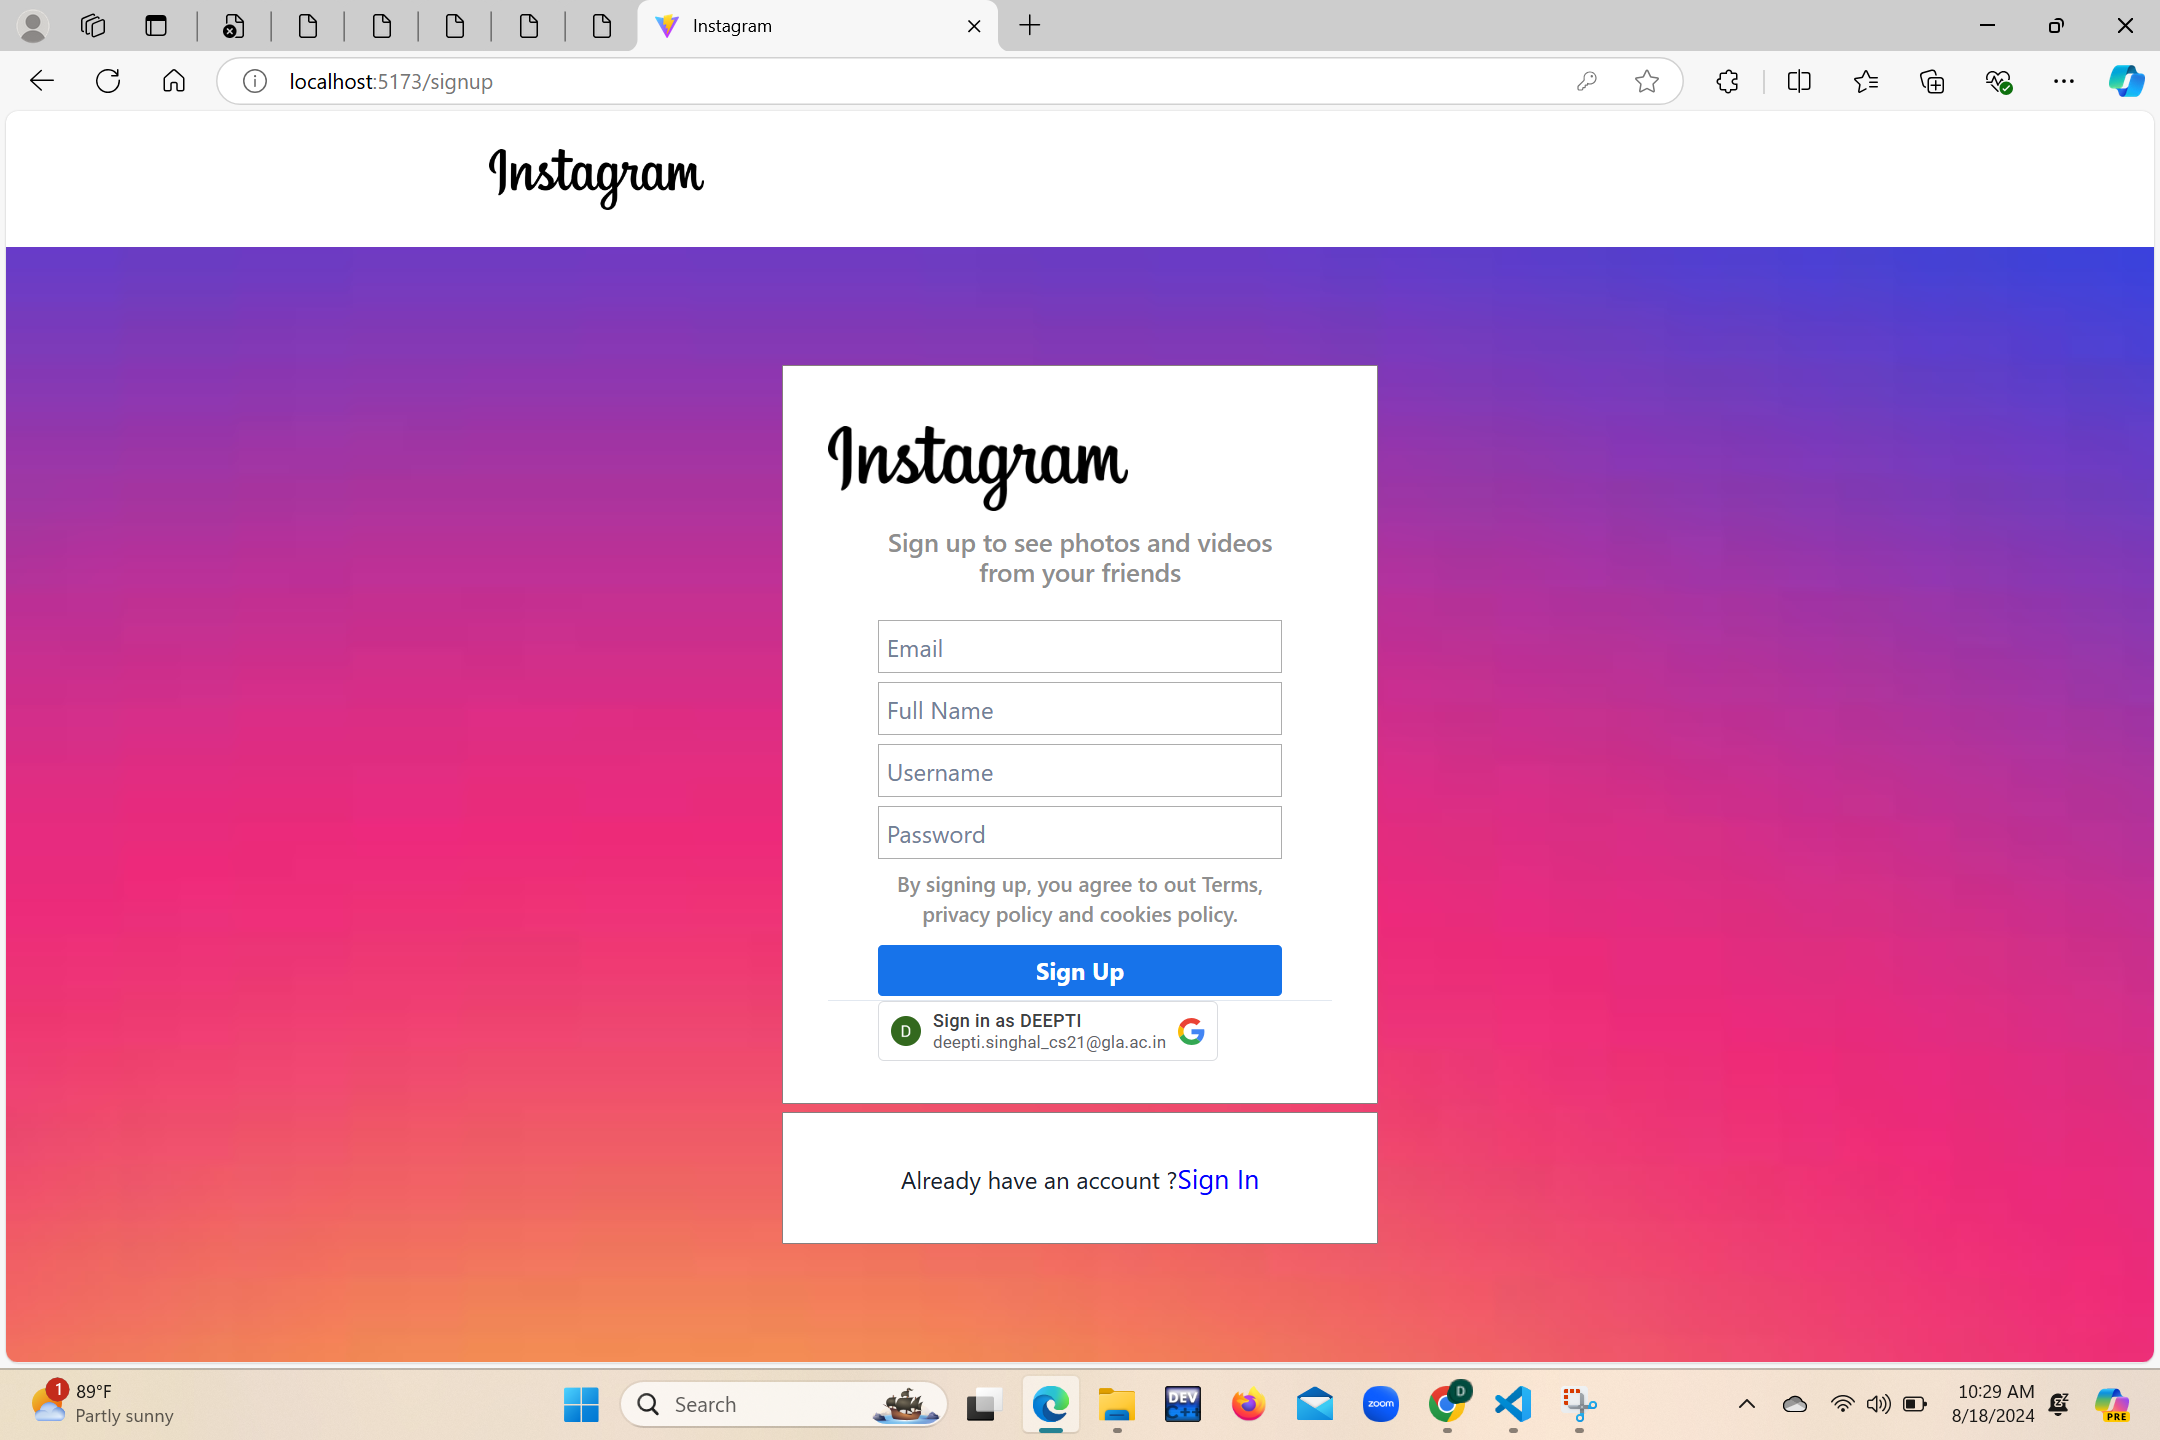 Instagram
localhost:5173/signup
Instagram
Instagram
Sign up to see photos and videos
from your friends
Email
Full Name
Username
Password
By signing up, you agree to out Terms,
privacy policy and cookies policy.
Sign Up
D
Sign in as DEEPTI
deepti.singhal_cs21@gla.ac.in
Already have an account ?Sign In
1
89°F
Partly sunny
Search
DEV
C++
zoom
D
10:29 AM
8/18/2024
PRE